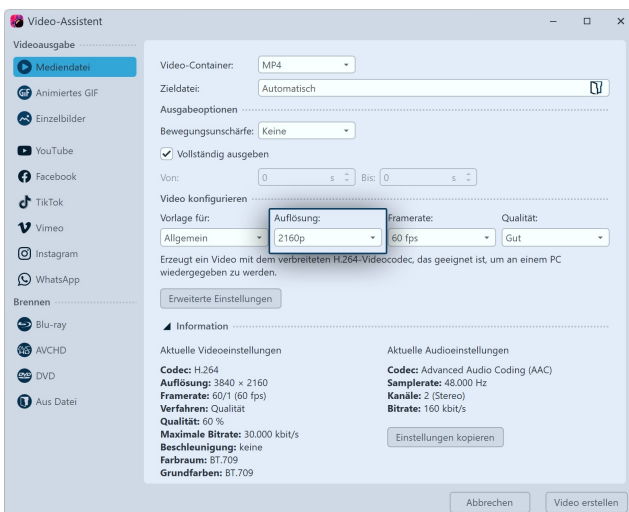 Video-Assistent
Videoausgabe
Mediendatei
GIF Animiertes GIF
Einzelbilder
YouTube
Facebook
TikTok
Vimeo
Instagram
WhatsApp
Brennen
Blu-ray
AVC HD AVCHD
DVD DVD
Aus Datei
Video-Container: MP4
Zieldatei: Automatisch
Ausgabeoptionen
Bewegungsunschärfe: Keine
Vollständig ausgeben
Von: 0 s Bis: 0 s
Video konfigurieren
Vorlage für: Auflösung: Framerate: Qualität:
Allgemein 2160p 60 fps Gut
Erzeugt ein Video mit dem verbreiteten H.264-Videocodec, das geeignet ist, um an einem PC
wiedergegeben zu werden.
Erweiterte Einstellungen
Information
Aktuelle Videoeinstellungen
Codec: H.264
Auflösung: 3840 × 2160
Framerate: 60/1 (60 fps)
Verfahren: Qualität
Qualität: 60 %
Maximale Bitrate: 30.000 kbit/s
Beschleunigung: keine
Farbraum: BT.709
Grundfarben: BT.709
Aktuelle Audioeinstellungen
Codec: Advanced Audio Coding (AAC)
Samplerate: 48.000 Hz
Kanäle: 2 (Stereo)
Bitrate: 160 kbit/s
Einstellungen kopieren
Abbrechen Video erstellen